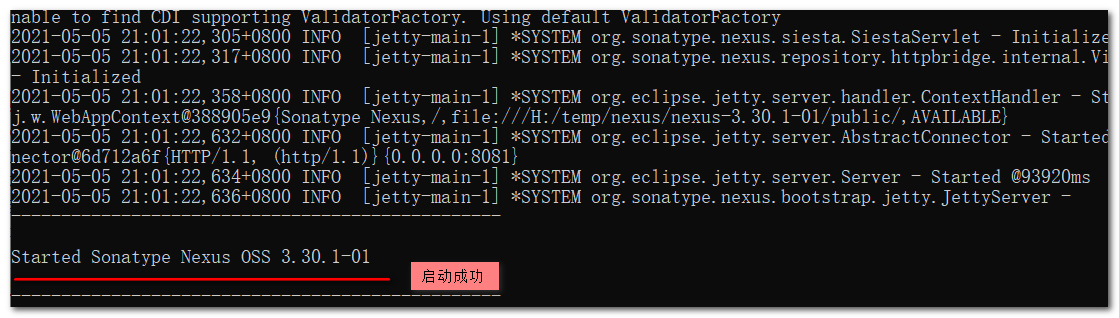 nable to find CDI supporting ValidatorFactory. Using default ValidatorFactory
2021-05-05 21:01:22,305+0800 INFO  [jetty-main-1] *SYSTEM org.sonatype.nexus.siesta.SiestaServlet - Initialize
2021-05-05 21:01:22,317+0800 INFO  [jetty-main-1] *SYSTEM org.sonatype.nexus.repository.httpbridge.internal.Vi
- Initialized
2021-05-05 21:01:22,358+0800 INFO  [jetty-main-1] *SYSTEM org.eclipse.jetty.server.handler.ContextHandler - St
j.w.WebAppContext@388905e9{Sonatype Nexus,/,file:///H:/temp/nexus/nexus-3.30.1-01/public/,AVAILABLE}
2021-05-05 21:01:22,632+0800 INFO  [jetty-main-1] *SYSTEM org.eclipse.jetty.server.AbstractConnector - Started
nector@6d712a6f{HTTP/1.1, (http/1.1)}{0.0.0.0:8081}
2021-05-05 21:01:22,634+0800 INFO  [jetty-main-1] *SYSTEM org.eclipse.jetty.server.Server - Started @93920ms
2021-05-05 21:01:22,636+0800 INFO  [jetty-main-1] *SYSTEM org.sonatype.nexus.bootstrap.jetty.JettyServer -
-------------------------------------------------
Started Sonatype Nexus OSS 3.30.1-01
启动成功
-------------------------------------------------